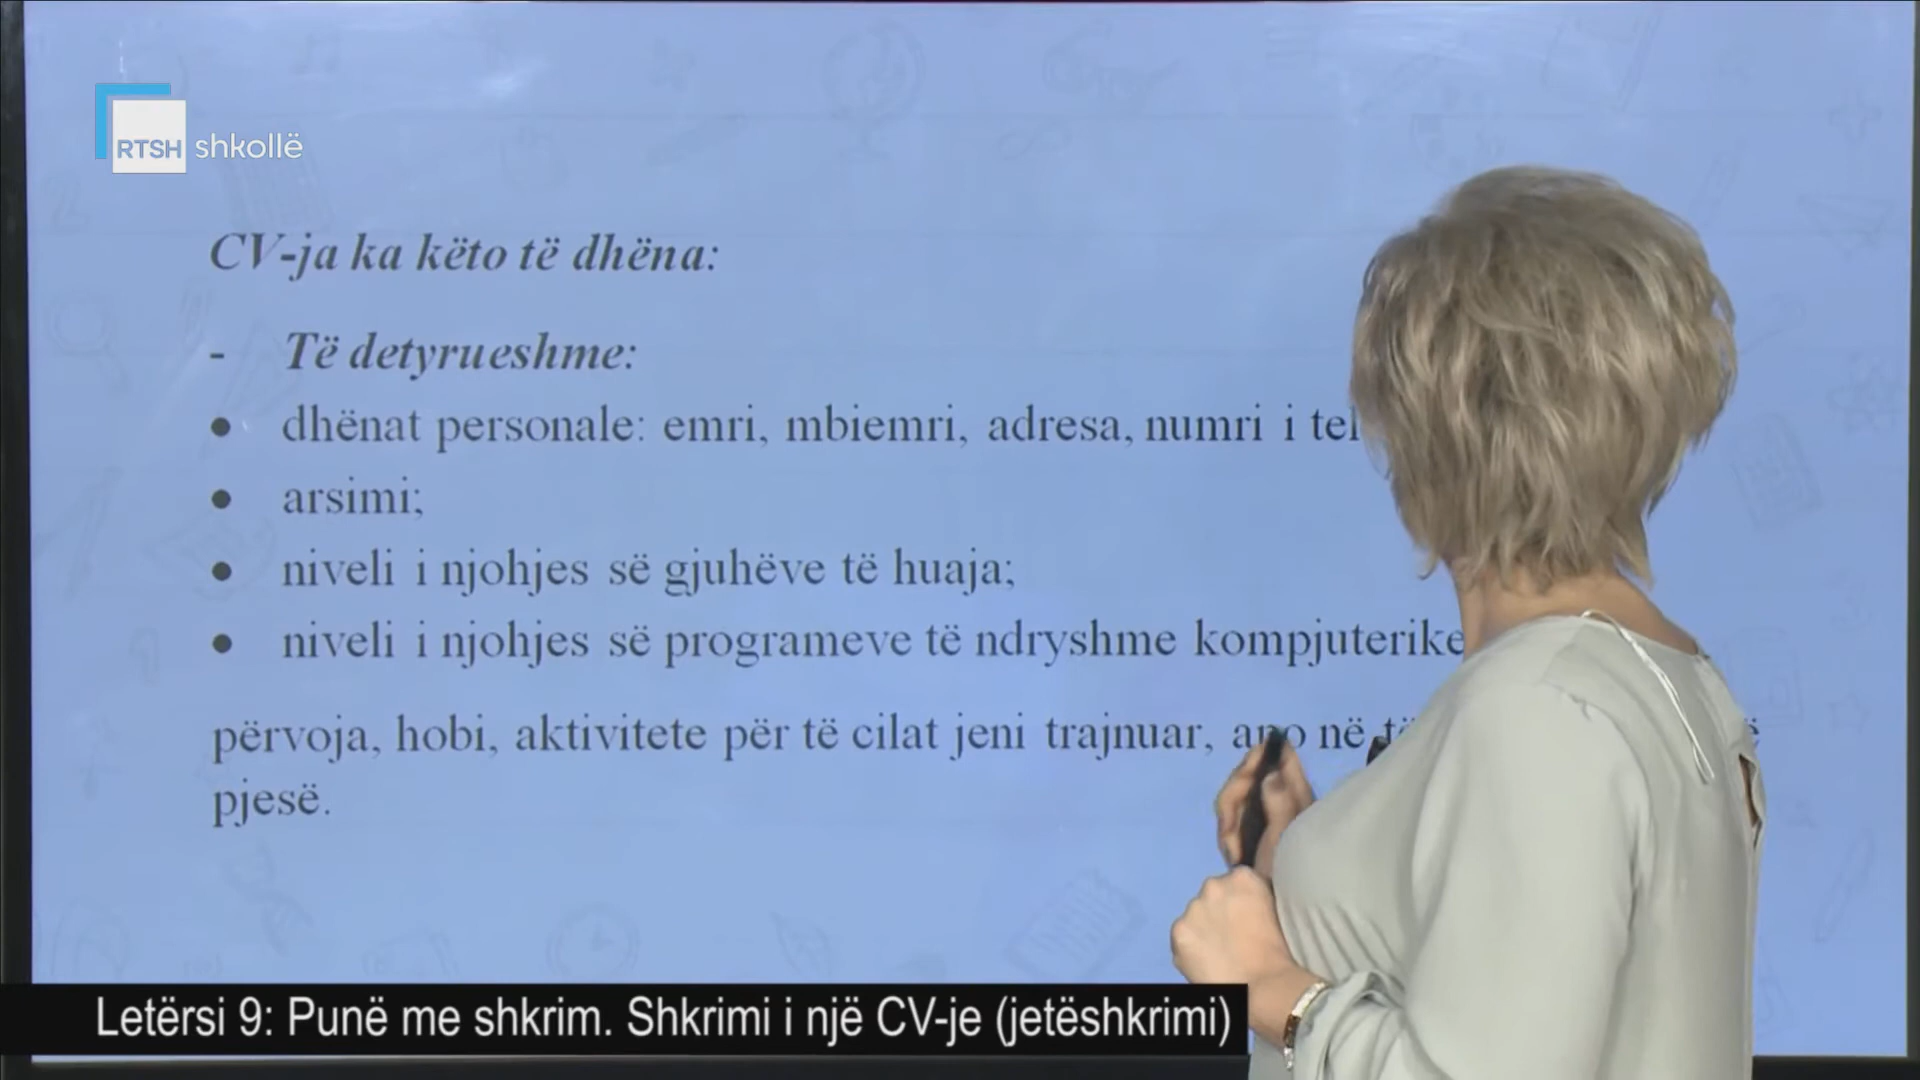 RTSH shkollë
CV-ja ka këto të dhëna:
- Të detyrueshme:
● dhënat personale: emri, mbiemri, adresa, numri i
● arsimi;
● niveli i njohjes së gjuhëve të huaja;
● niveli i njohjes së programeve të ndryshme kompjuterike
përvoja, hobi, aktivitete për të cilat jeni trajnuar, apo në
pjesë.
Letërsi 9: Punë me shkrim. Shkrimi i një CV-je (jetëshkrimi)